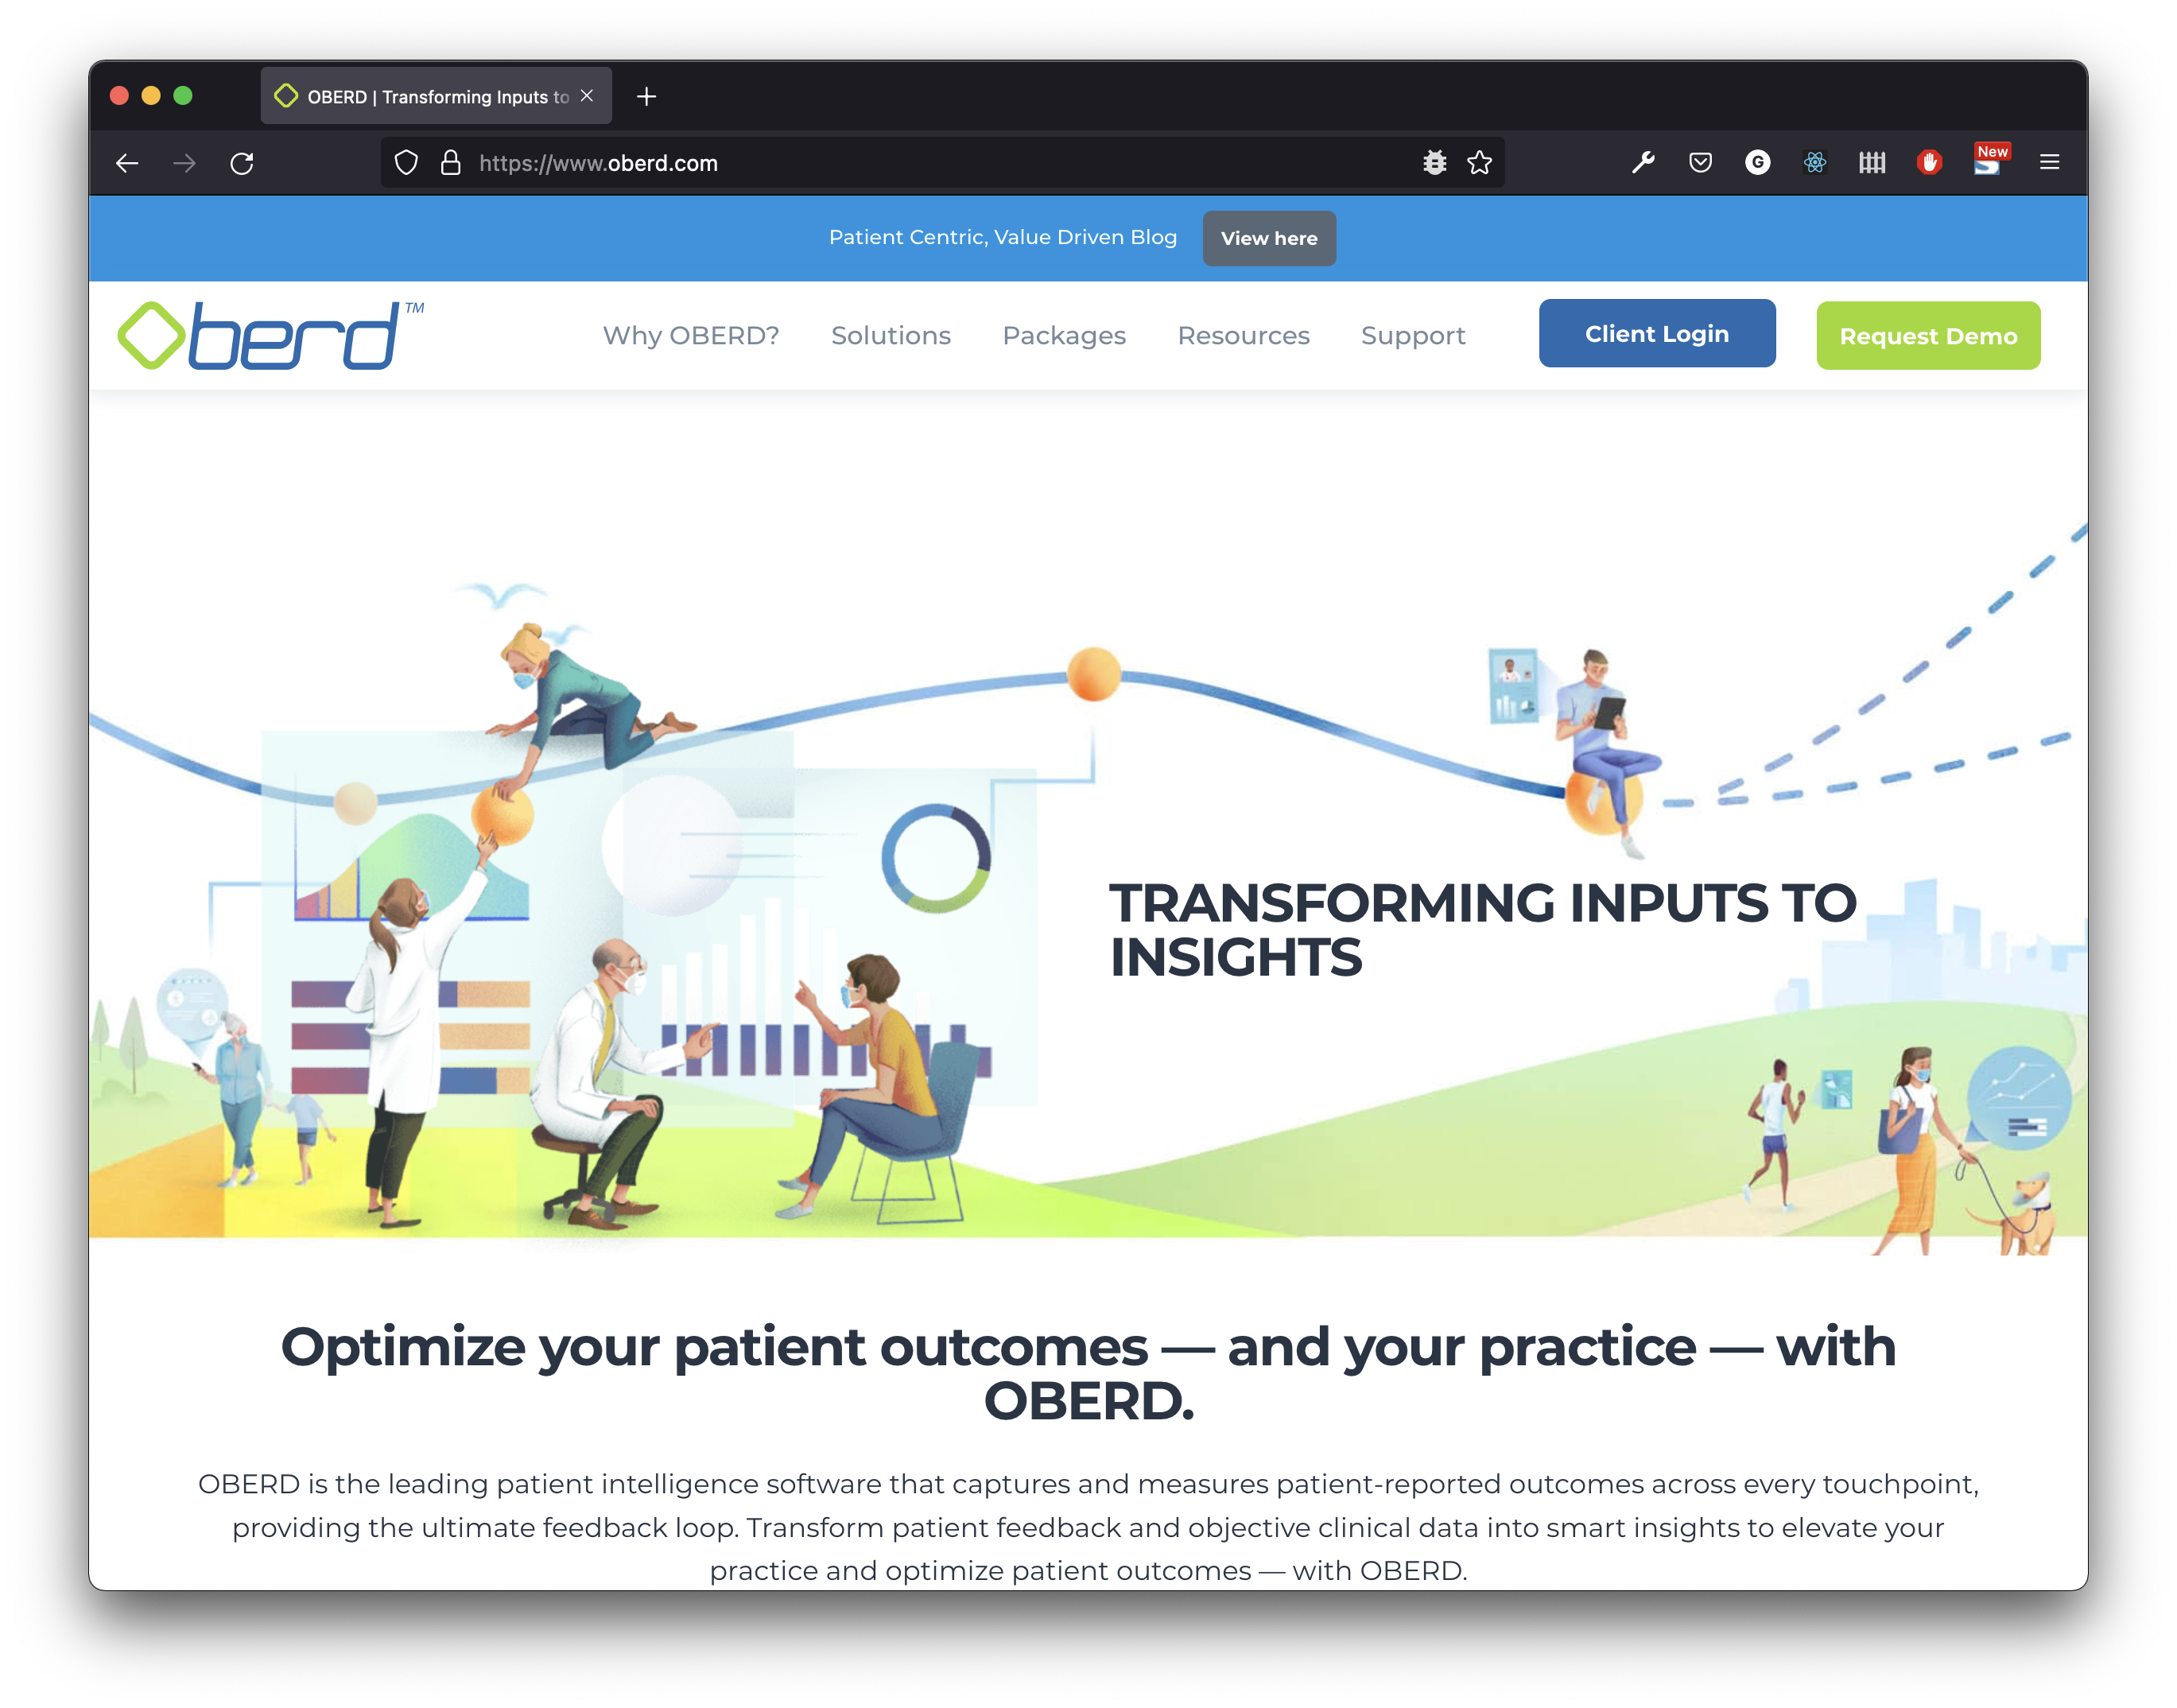 OBERD | Transforming Inputs to
https://www.oberd.com
New
Patient Centric, Value Driven Blog
View here
Oberd™
Why OBERD?
Solutions
Packages
Resources
Support
Client Login
Request Demo
TRANSFORMING INPUTS TO
INSIGHTS
Optimize your patient outcomes — and your practice — with
OBERD.
OBERD is the leading patient intelligence software that captures and measures patient-reported outcomes across every touchpoint,
providing the ultimate feedback loop. Transform patient feedback and objective clinical data into smart insights to elevate your
practice and optimize patient outcomes — with OBERD.